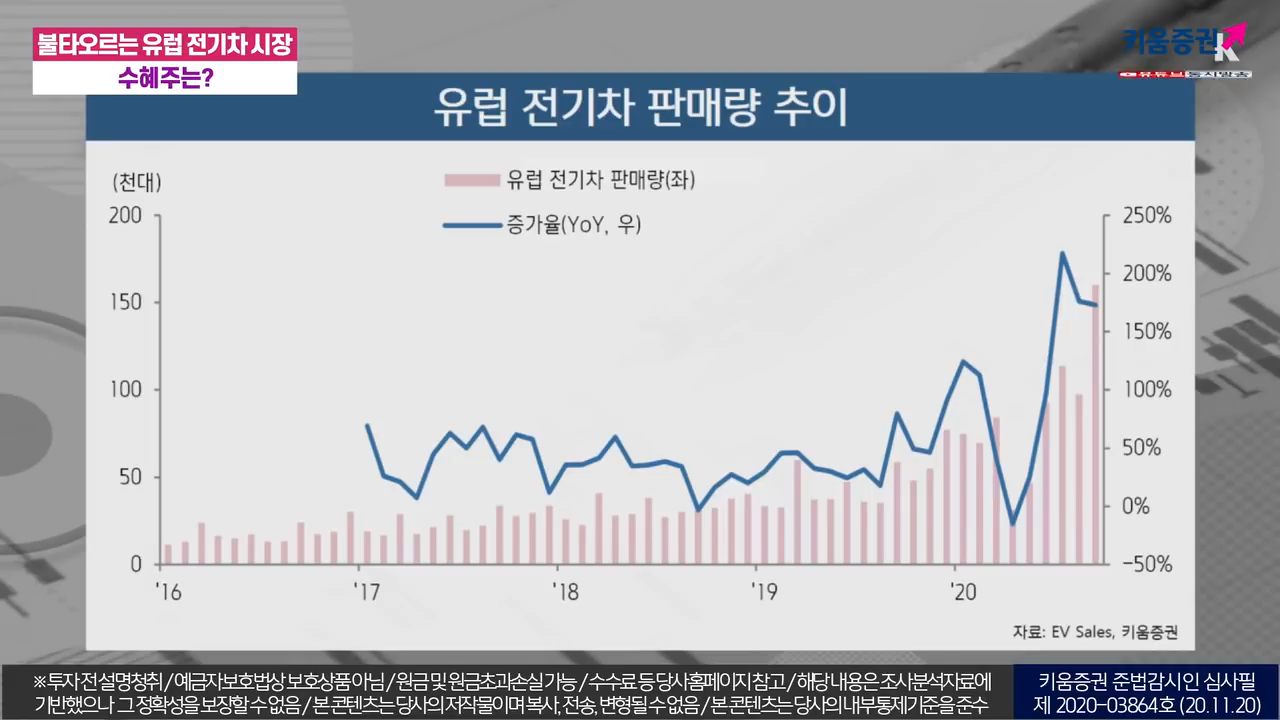 불타오르는 유럽 전기차 시장
수혜주는?
키움증권
유튜브 동시방송
유럽 전기차 판매량 추이
(천대)
유럽 전기차 판매량(좌)
증가율(YoY, 우)
200
150
100
50
0
250%
200%
150%
100%
50%
0%
-50%
'16
'17
'18
'19
'20
자료: EV Sales, 키움증권
※투자 전 설명청취 / 예금자보호법상 보호상품 아님 / 원금 및 원금초과손실 가능 / 수수료 등 당사 홈페이지 참고 / 해당 내용은 조사분석자료에
기반했으나 그 정확성을 보장할 수 없음 / 본 콘텐츠는 당사의 저작물이며 복사, 전송, 변형될 수 없음 / 본 콘텐츠는 당사의 내부통제기준을 준수
키움증권 준법감시인 심사필
제 2020-03864호 (20.11.20)